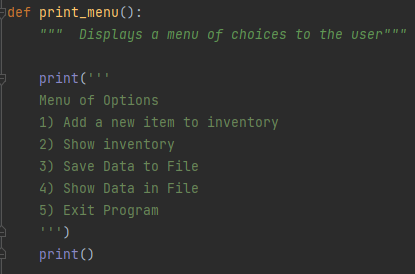 def print_menu():
    """  Displays a menu of choices to the user"""

    print('''
    Menu of Options
    1) Add a new item to inventory
    2) Show inventory
    3) Save Data to File
    4) Show Data in File
    5) Exit Program
    ''')
    print()